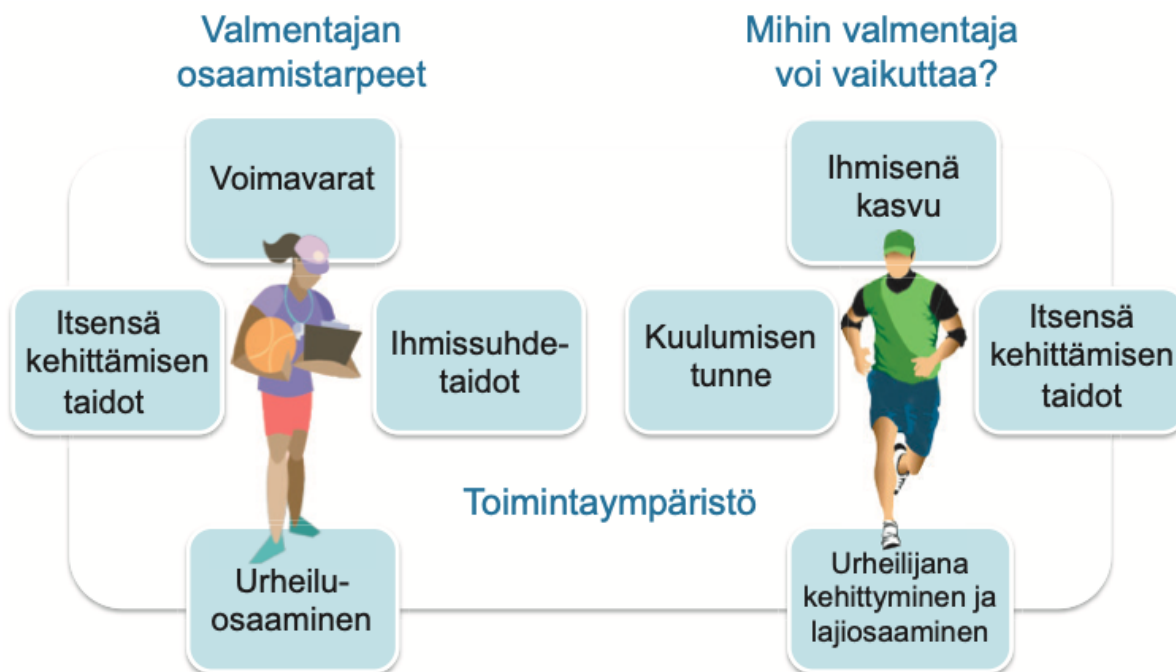 Valmentajan
osaamistarpeet
Mihin valmentaja
voi vaikuttaa?
Voimavarat
Itsensä
kehittämisen
taidot
Ihmissuhde-
taidot
Urheilu-
osaaminen
Ihmisenä
kasvu
Kuulumisen
tunne
Itsensä
kehittämisen
taidot
Toimintaympäristö
Urheilijana
kehittyminen ja
lajiosaaminen